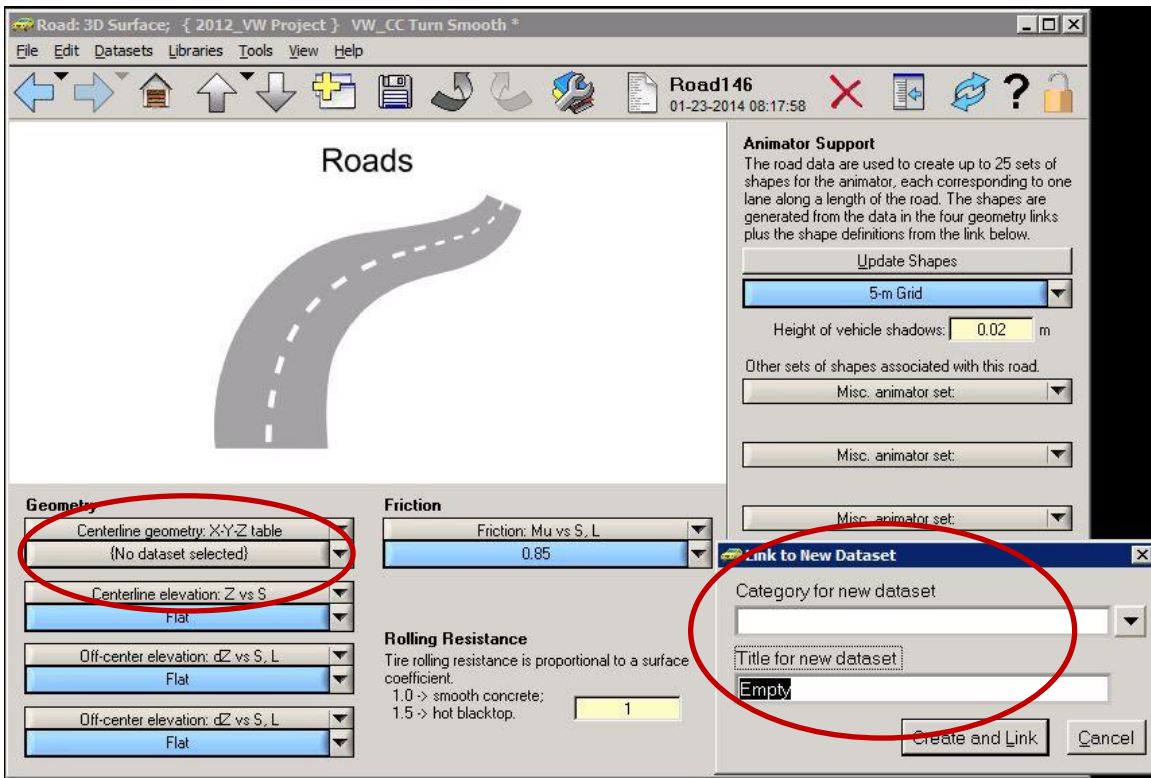 Road: 3D Surface; { 2012_VW Project } VW_CC Turn Smooth *
File Edit Datasets Libraries Tools View Help
Road146
01-23-2014 08:17:58
Roads
Animator Support
The road data are used to create up to 25 sets of
shapes for the animator, each corresponding to one
lane along a length of the road. The shapes are
generated from the data in the four geometry links
plus the shape definitions from the link below.
Update Shapes
5-m Grid
Height of vehicle shadows: 0.02 m
Other sets of shapes associated with this road.
Misc. animator set:
Misc. animator set:
Misc. animator set:
Geometry
Centerline geometry: X-Y-Z table
{No dataset selected}
Centerline elevation: Z vs S
Flat
Off-center elevation: dZ vs S, L
Flat
Off-center elevation: dZ vs S, L
Flat
Friction
Friction: Mu vs S, L
0.85
Rolling Resistance
Tire rolling resistance is proportional to a surface
coefficient.
1.0 -> smooth concrete;
1.5 -> hot blacktop.
1
Link to New Dataset
Category for new dataset
Title for new dataset
Empty
Create and Link
Cancel